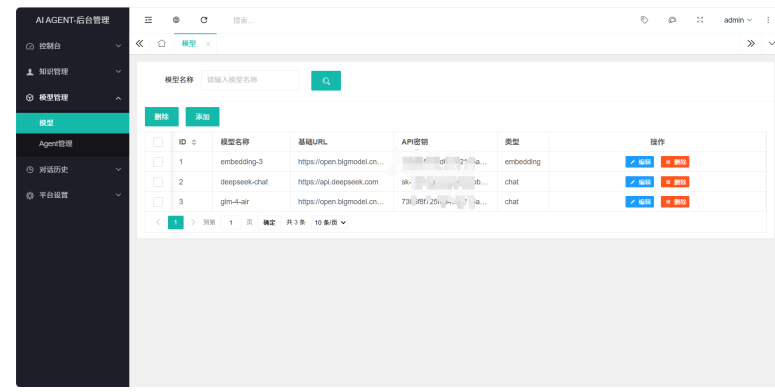 AI AGENT-后台管理
搜索...
admin
控制台
模型
知识管理
模型管理
模型名称 请输入模型名称
删除 添加
模型
Agent管理
ID 模型名称 基础URL API密钥 类型 操作
1 embedding-3 https://open.bigmodel.cn... embedding 编辑 删除
对话历史
2 deepseek-chat https://api.deepseek.com sk- chat 编辑 删除
平台设置
3 glm-4-air https://open.bigmodel.cn... chat 编辑 删除
1 到第 1 页 确定 共 3 条 10 条/页